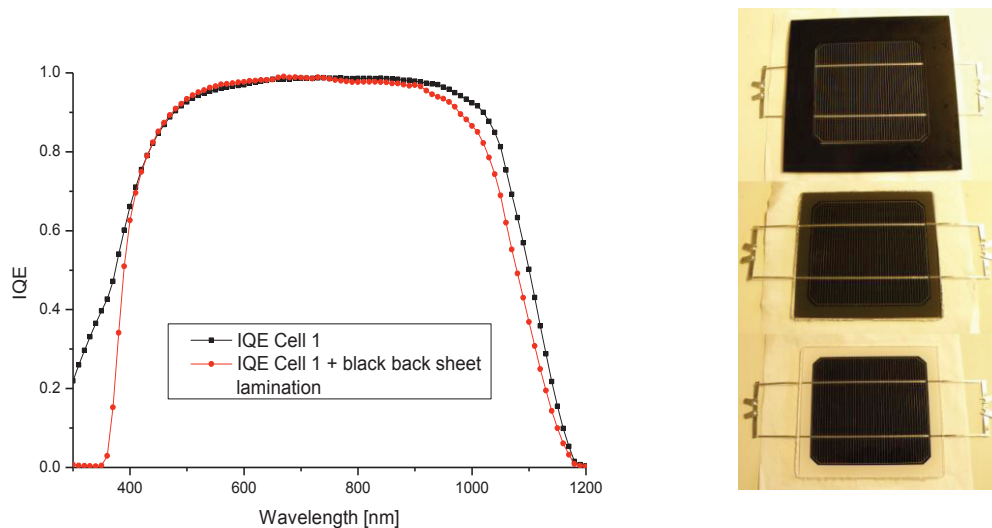 1.0
0.8
0.6
0.4
0.2
0.0
IQE
IQE Cell 1
IQE Cell 1 + black back sheet
lamination
400 600 800 1000 1200
Wavelength [nm]